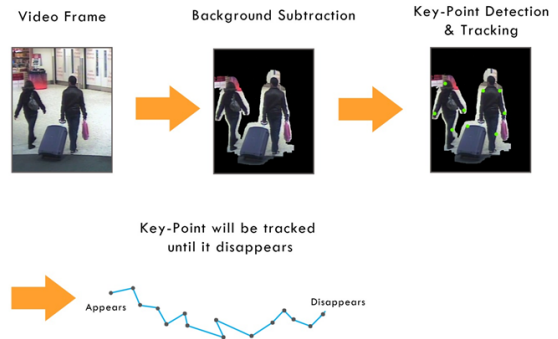 Video Frame
Background Subtraction
Key-Point Detection
& Tracking
Key-Point will be tracked
until it disappears
Appears
Disappears